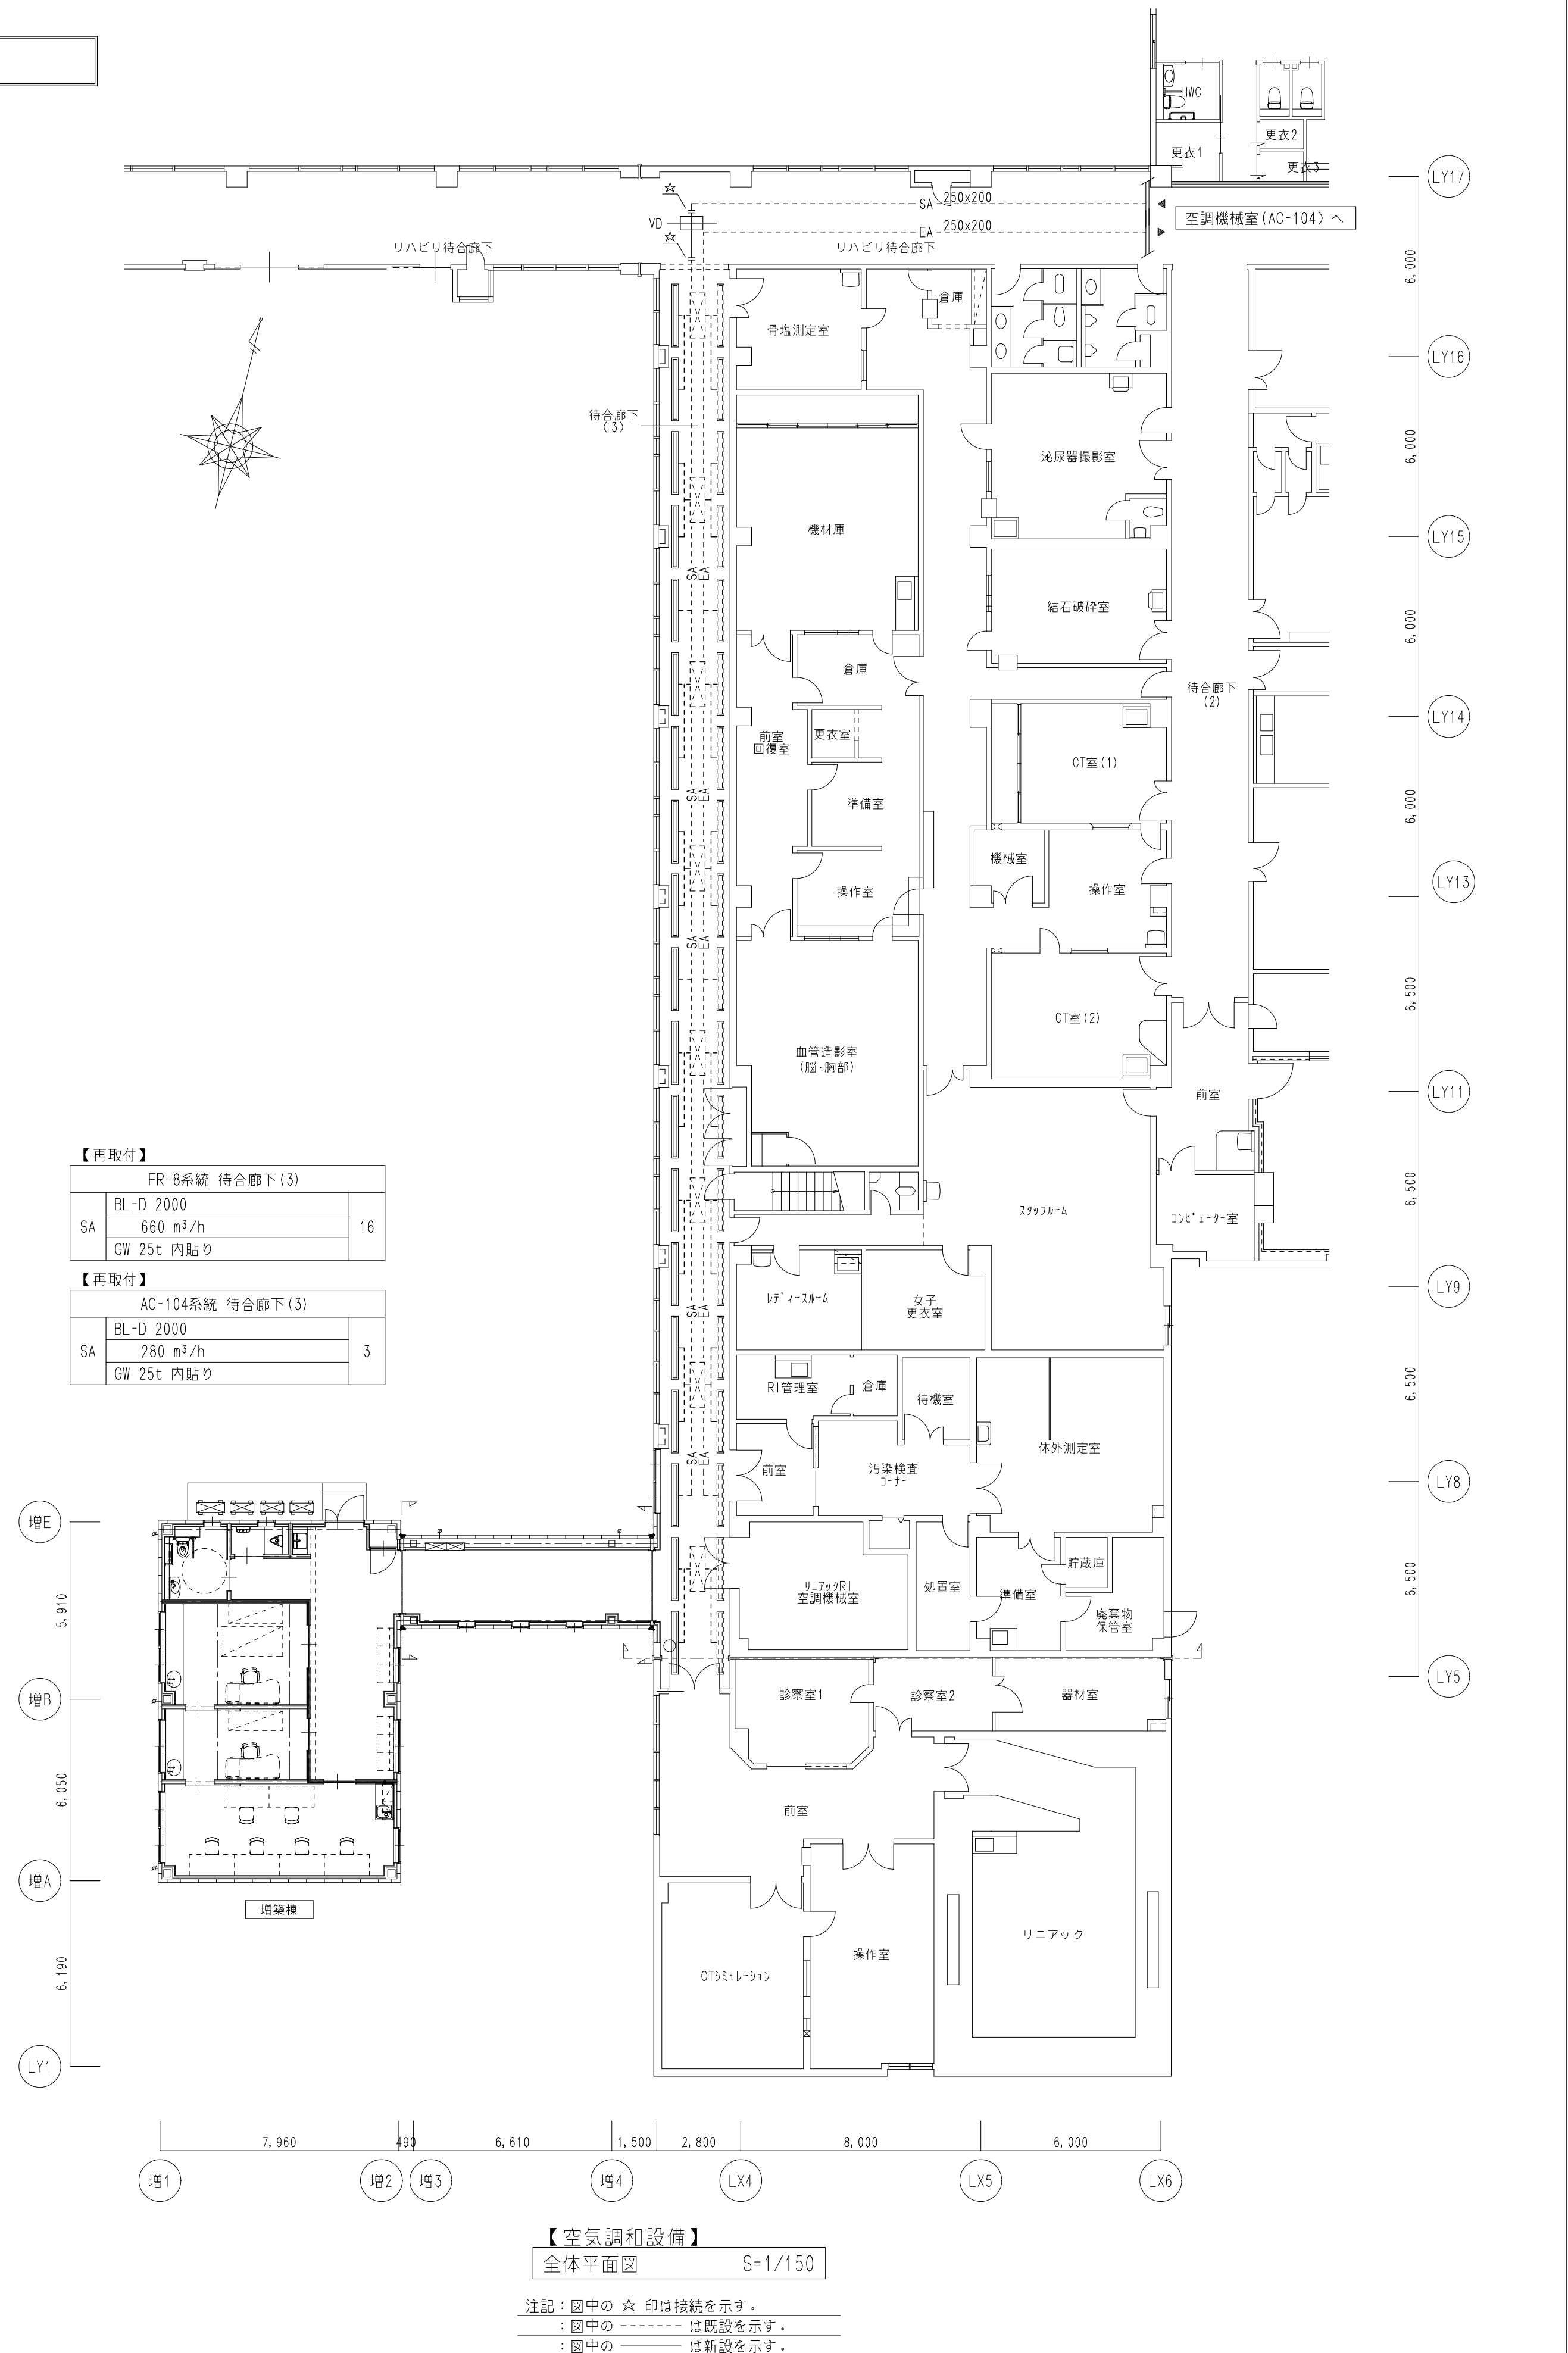 HWC
更衣1
更衣2
更衣3
LY17
SA 250x200
VD
EA 250x200
空調機械室(AC-104)へ
リハビリ待合廊下
リハビリ待合廊下
6,000
骨塩測定室
倉庫
LY16
待合廊下
(3)
泌尿器撮影室
6,000
機材庫
LY15
SA
EA
結石破砕室
6,000
倉庫
待合廊下
(2)
LY14
前室
回復室
更衣室
CT室(1)
SA
EA
準備室
6,000
機械室
操作室
操作室
LY13
SA
EA
6,500
CT室(2)
血管造影室
(脳・胸部)
前室
LY11
【再取付】
FR-8系統 待合廊下(3)
SA
BL-D 2000
660 m³/h
GW 25t 内貼り
16
スタッフルーム
コンピューター室
6,500
【再取付】
AC-104系統 待合廊下(3)
SA
BL-D 2000
280 m³/h
GW 25t 内貼り
3
SA
EA
レディースルーム
女子
更衣室
LY9
RI管理室
倉庫
待機室
6,500
体外測定室
SA
EA
前室
汚染検査
コーナー
LY8
増E
リニアックRI
空調機械室
処置室
準備室
貯蔵庫
廃棄物
保管室
6,500
5,910
増B
診察室1
診察室2
器材室
LY5
6,050
前室
増A
増築棟
リニアック
操作室
CTシミュレーション
6,190
LY1
7,960
490
6,610
1,500
2,800
8,000
6,000
増1
増2
増3
増4
LX4
LX5
LX6
【空気調和設備】
全体平面図 S=1/150
注記：図中の ☆ 印は接続を示す。
：図中の ------- は既設を示す。
：図中の ──── は新設を示す。